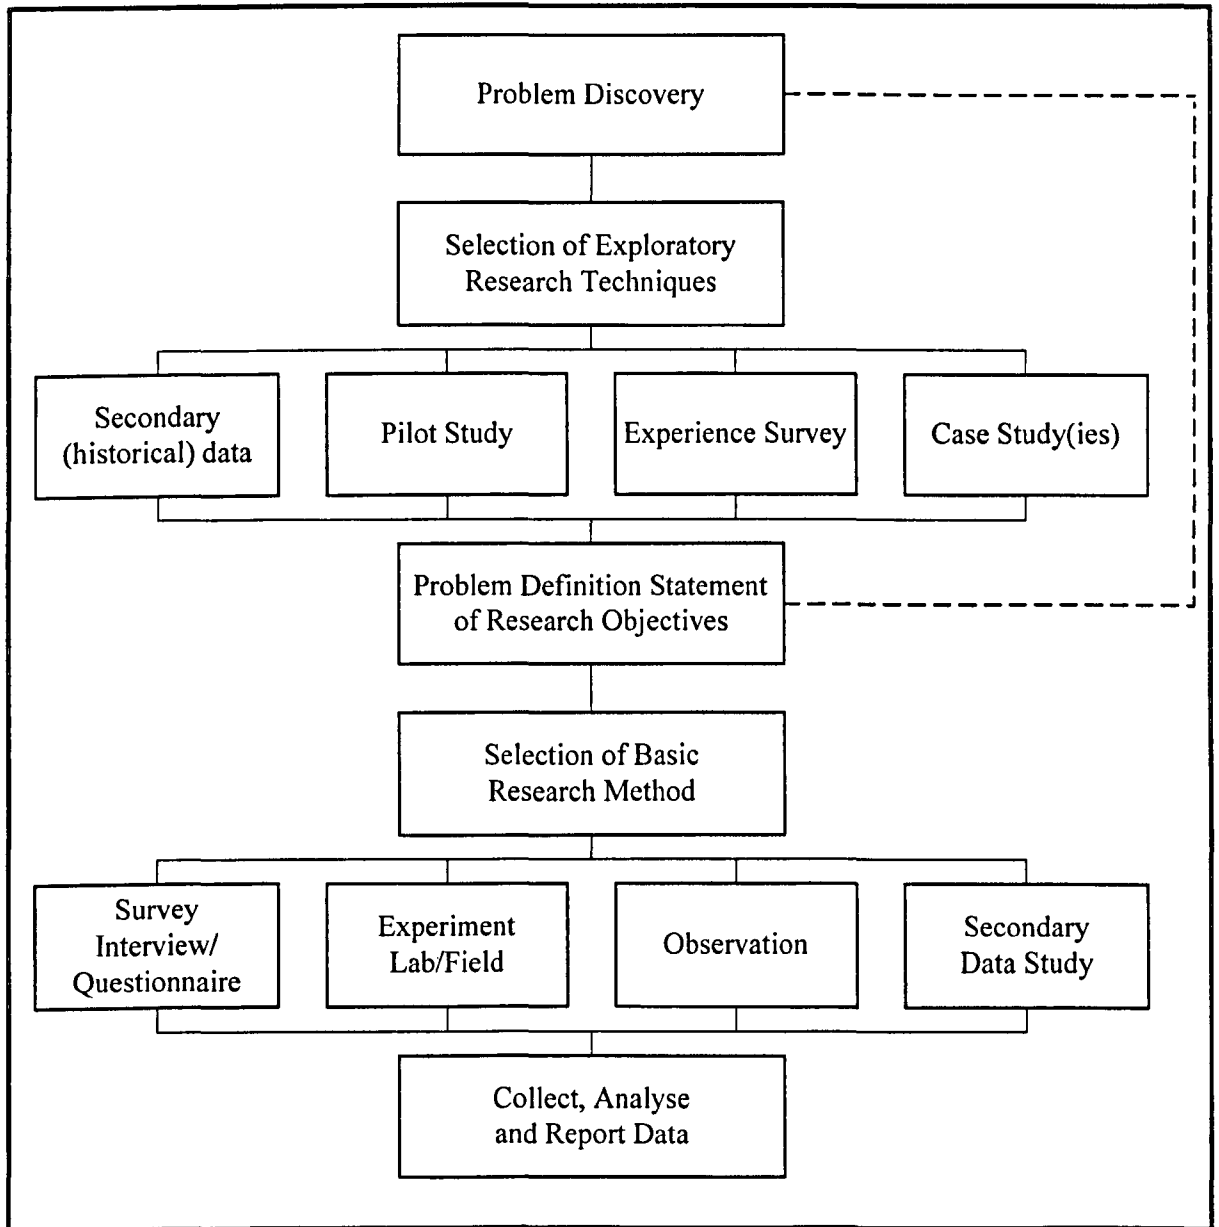 Problem Discovery
Selection of Exploratory
Research Techniques
Secondary
(historical) data
Pilot Study
Experience Survey
Case Study(ies)
Problem Definition Statement
of Research Objectives
Selection of Basic
Research Method
Survey
Interview/
Questionnaire
Experiment
Lab/Field
Observation
Secondary
Data Study
Collect, Analyse
and Report Data